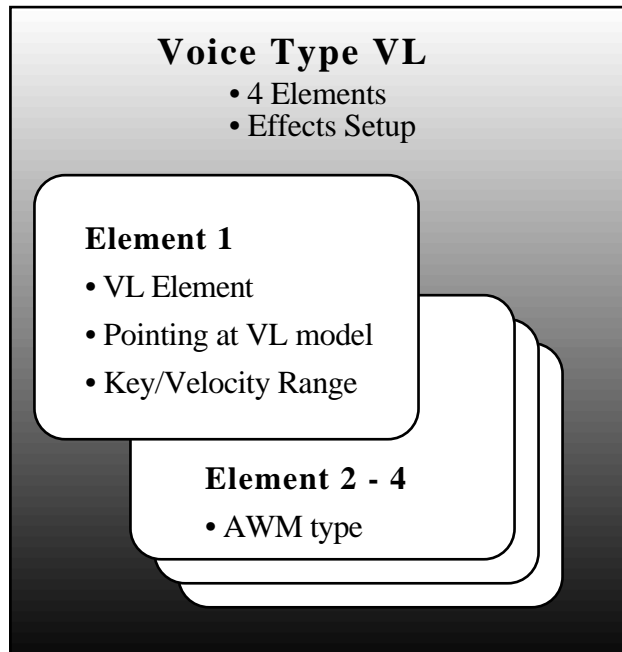 Voice Type VL
• 4 Elements
• Effects Setup
Element 1
• VL Element
• Pointing at VL model
• Key/Velocity Range
Element 2 - 4
• AWM type